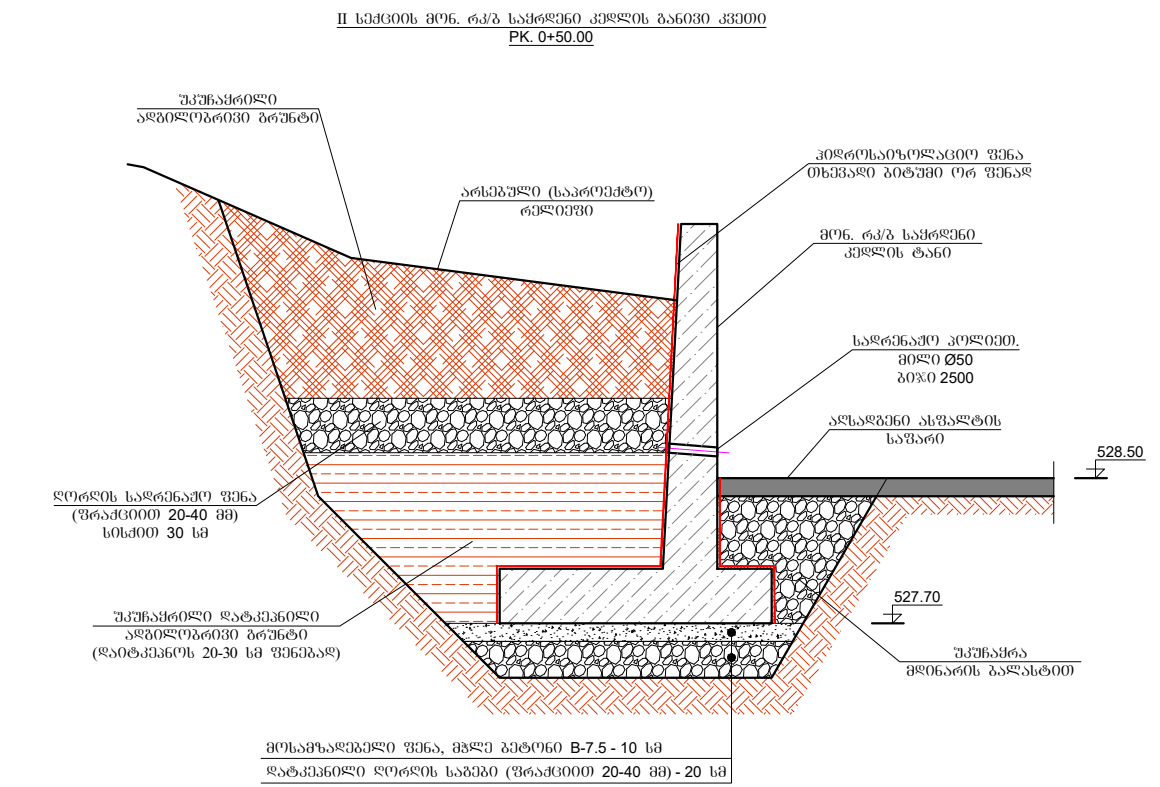 II სექციის მონ. რკ/ბ საყრდენი კედლის განივი კვეთი
PK. 0+50.00
უკუჩაყრილი
ადგილობრივი გრუნტი
არსებული (საპროექტო)
რელიეფი
ჰიდროსაიზოლაციო ფენა
თხევადი ბიტუმი ორ ფენად
მონ. რკ/ბ საყრდენი
კედლის ტანი
სადრენაჟო პოლიეთ.
მილი Ø50
ბიჯი 2500
აღსადგენი ასფალტის
საფარი
528.50
ღორღის სადრენაჟო ფენა
(ფრაქციით 20-40 მმ)
სისქით 30 სმ
უკუჩაყრილი დატკეპნილი
ადგილობრივი გრუნტი
(დაიტკეპნოს 20-30 სმ ფენებად)
527.70
უკუჩაყრა
მდინარის ბალასტით
მოსამზადებელი ფენა, მჭლე ბეტონი B-7.5 - 10 სმ
დატკეპნილი ღორღის საგები (ფრაქციით 20-40 მმ) - 20 სმ